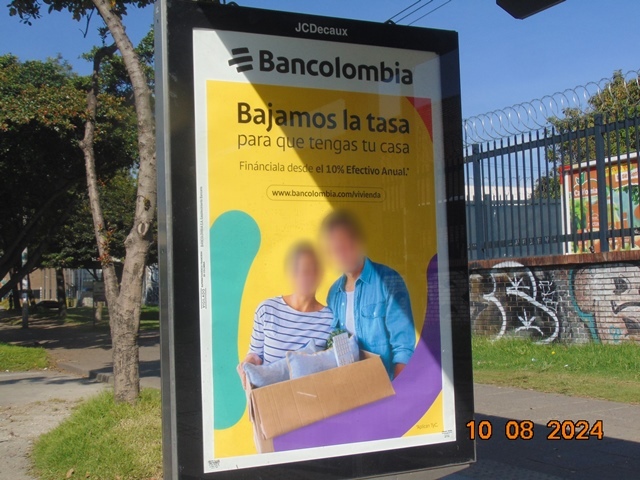 JCDecaux
Bancolombia
Bajamos la tasa
para que tengas tu casa
Fináncíala desde el 10% Efectivo Anual.*
www.bancolombia.com/vivienda
10 08 2024